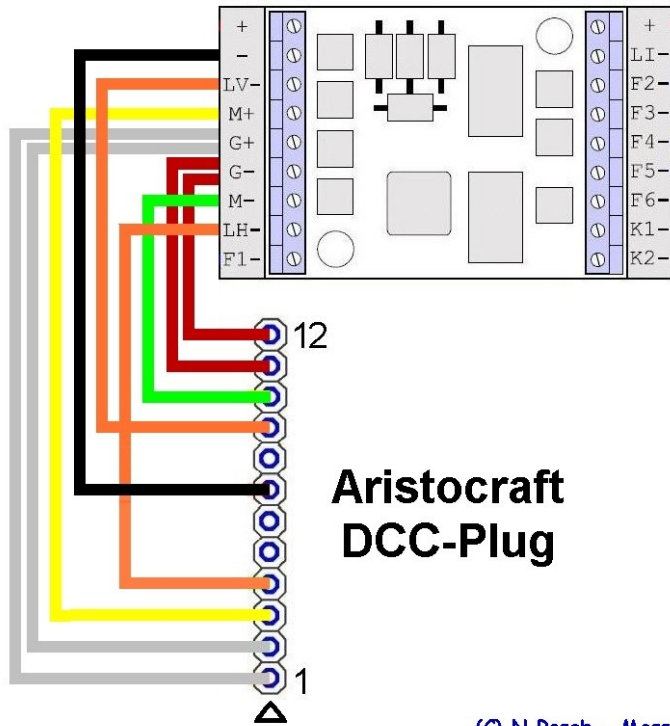 +
-
LV-
M+
G+
G-
M-
LH-
F1-
+
LI-
F2-
F3-
F4-
F5-
F6-
K1-
K2-
12
Aristocraft
DCC-Plug
1